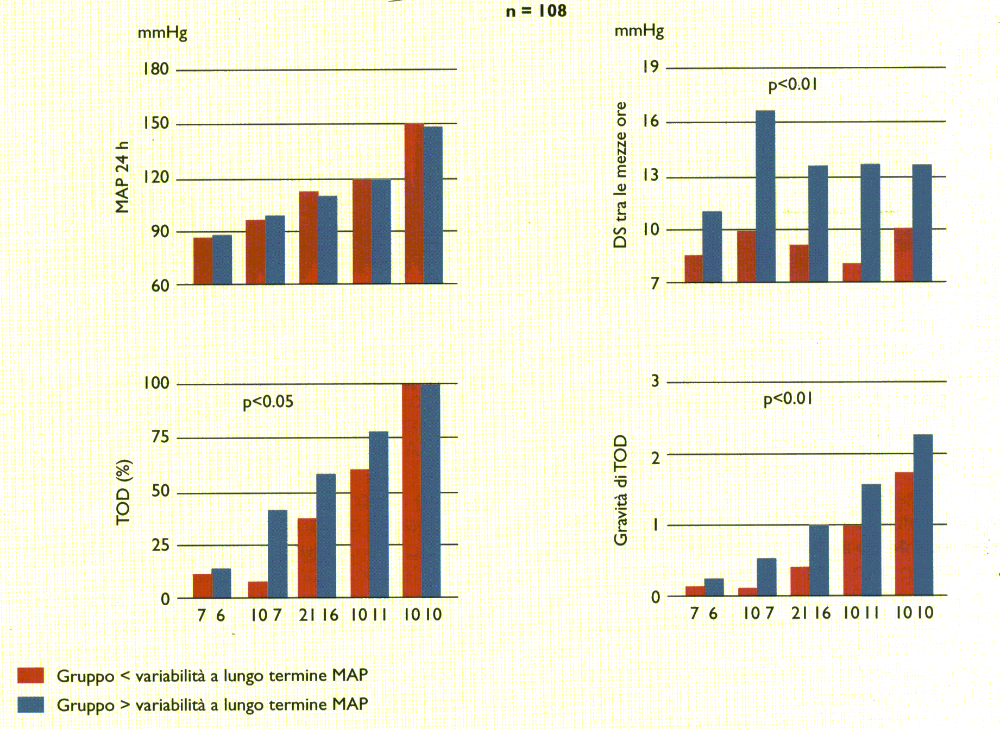 n = 108
mmHg
180
150
120
90
60
MAP 24 h
mmHg
19
16
13
10
7
DS tra le mezze ore
p<0.01
100
75
50
25
0
TOD (%)
p<0.05
7 6 10 7 21 16 10 11 10 10
3
2
1
0
Gravità di TOD
p<0.01
7 6 10 7 21 16 10 11 10 10
Gruppo < variabilità a lungo termine MAP
Gruppo > variabilità a lungo termine MAP